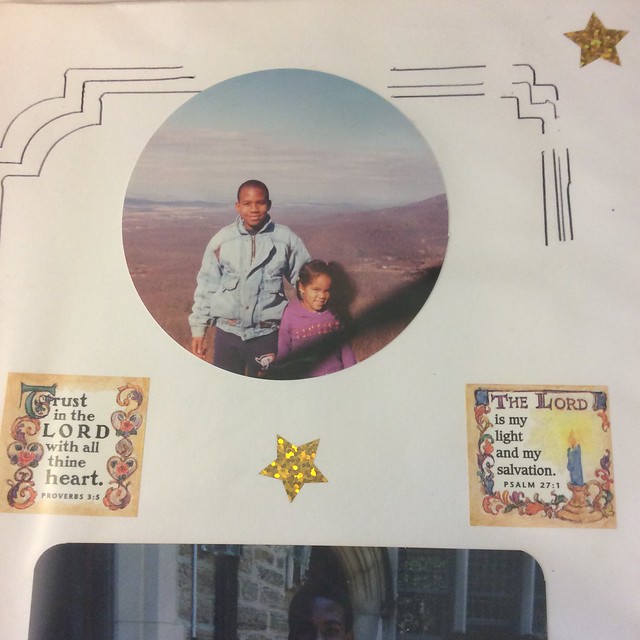 Trust
in the
LORD
with all
thine
heart.
PROVERBS 3:5
THE LORD
is my
light
and my
salvation.
PSALM 27:1